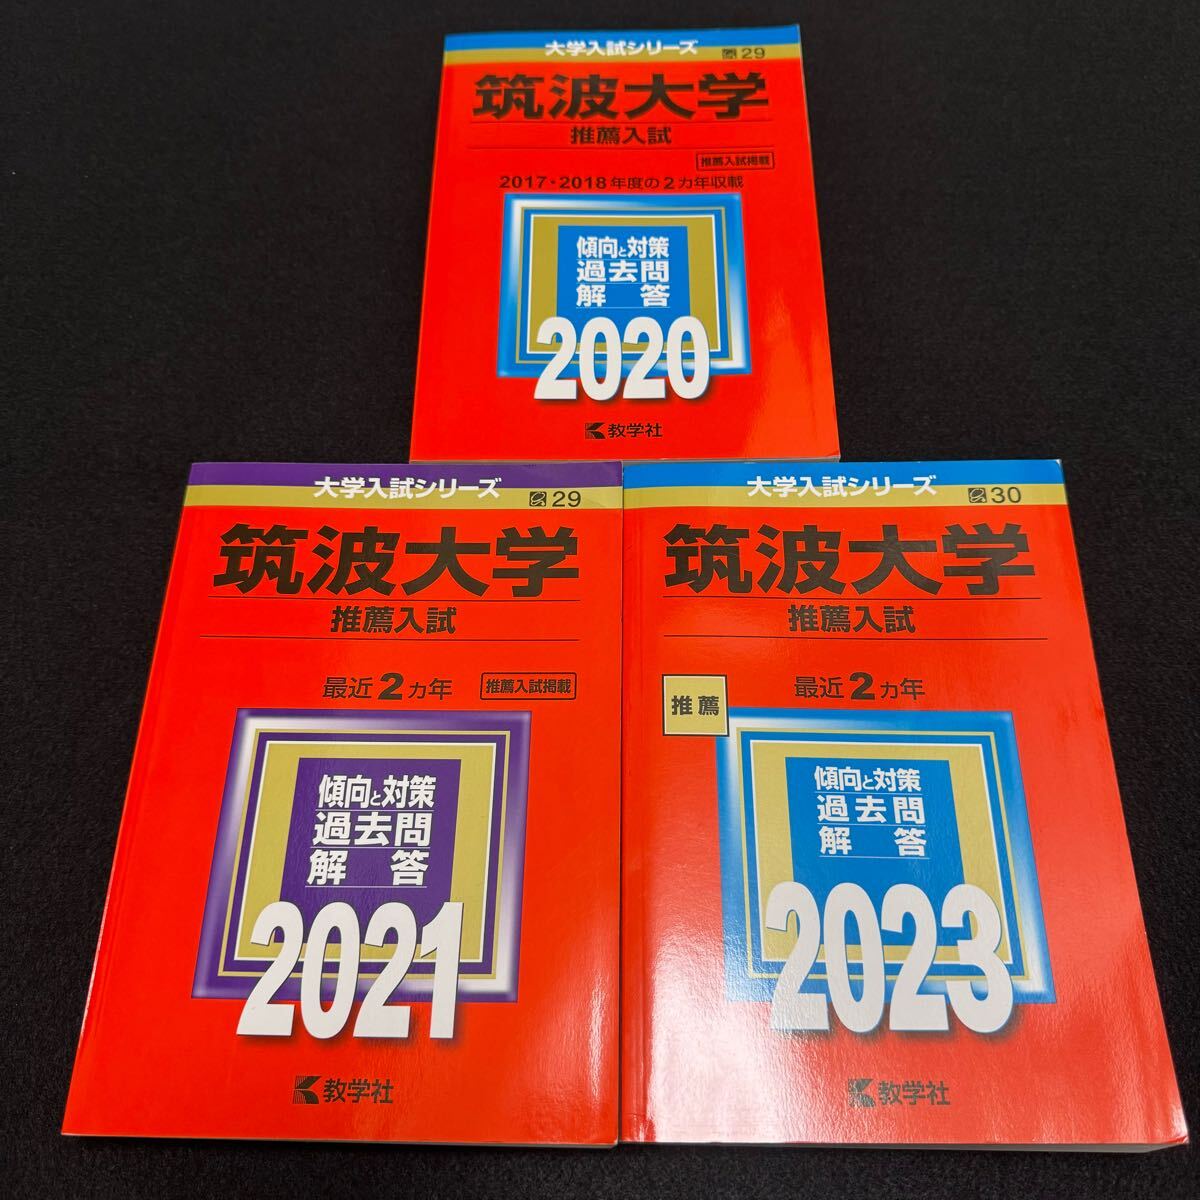 大学入試シリーズ
29
筑波大学
推薦入試
推薦入試掲載
2017・2018年度の2カ年収載
傾向と対策
過去問
解答
2020
教学社
大学入試シリーズ
29
筑波大学
推薦入試
最近2カ年
推薦入試掲載
傾向と対策
過去問
解答
2021
教学社
大学入試シリーズ
30
筑波大学
推薦入試
最近2カ年
推薦
傾向と対策
過去問
解答
2023
教学社